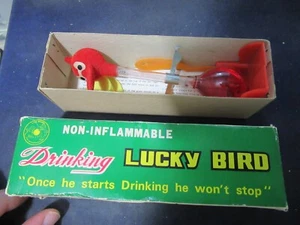 NON-INFLAMMABLE
Drinking LUCKY BIRD
"Once he starts Drinking he won't stop"